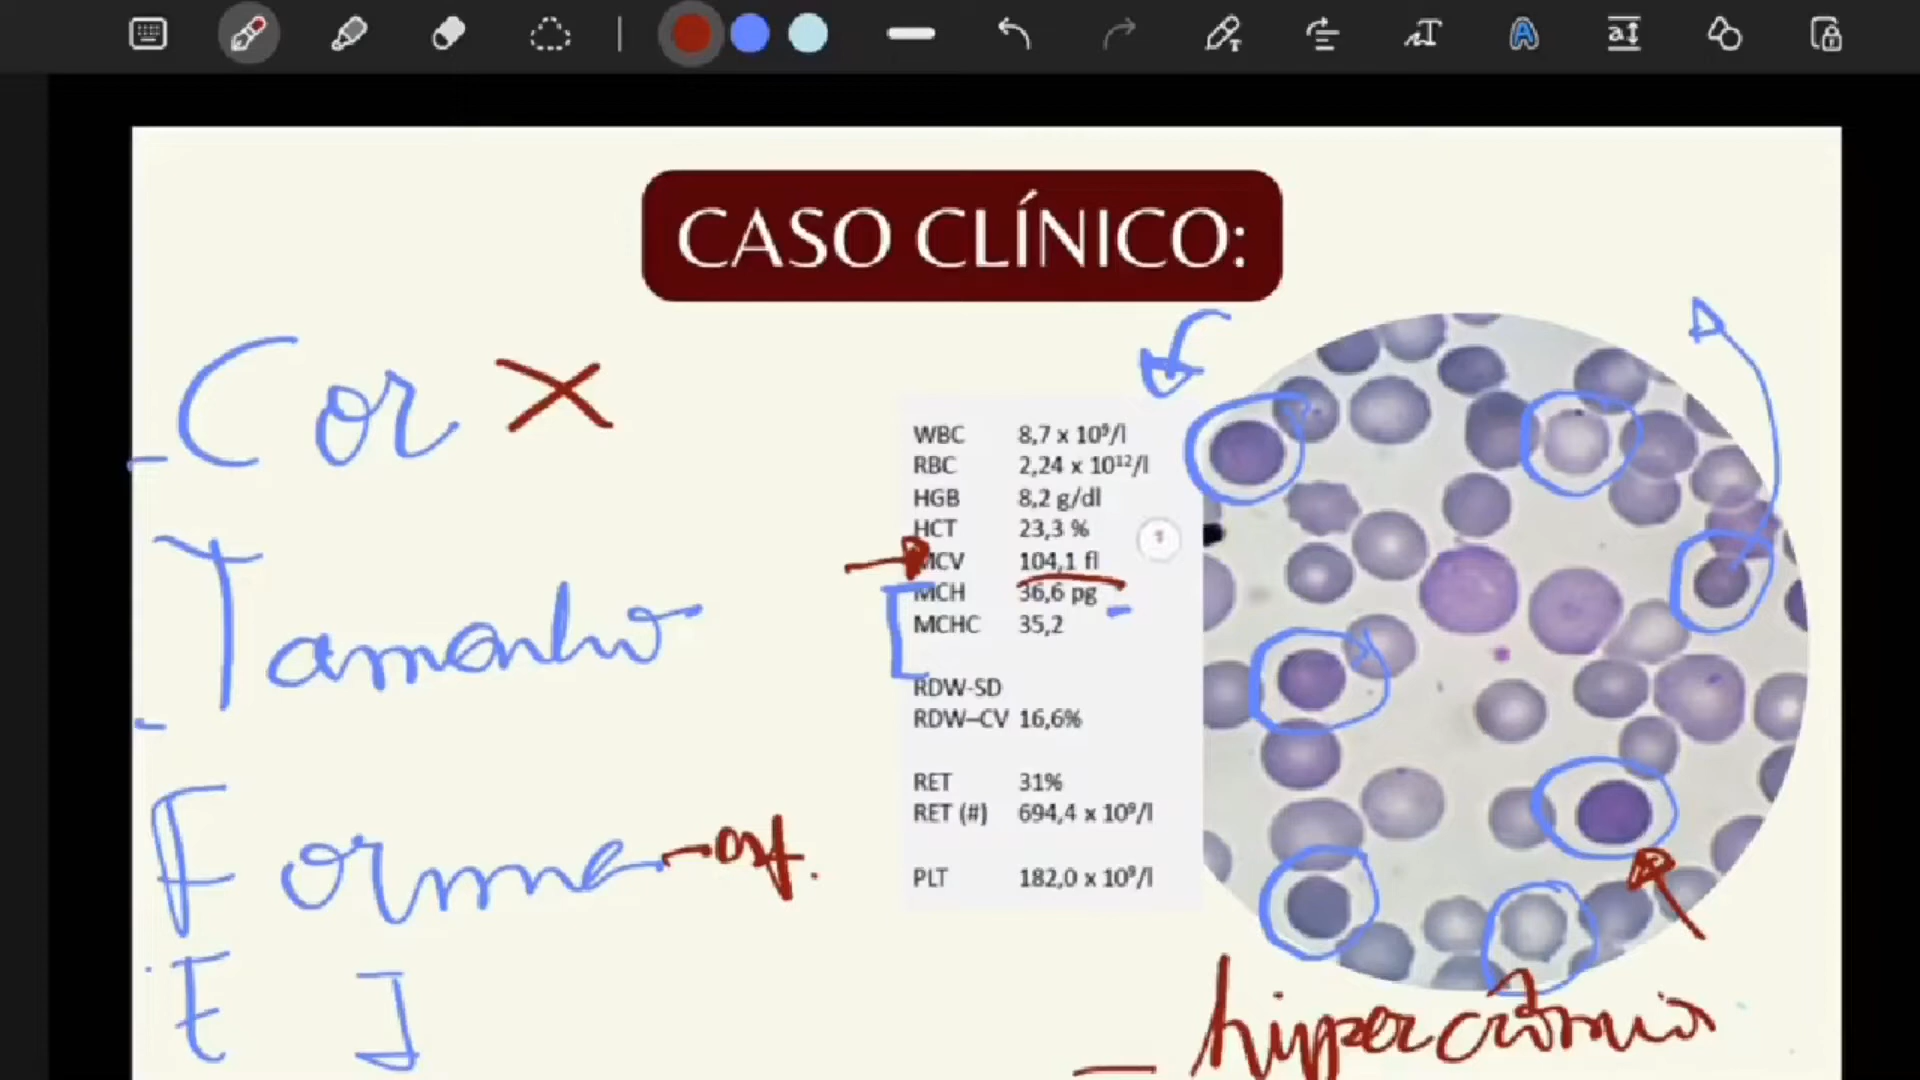 CASO CLÍNICO:
Cor X
Tamanho
Forma - esf.
E I
WBC 8,7 x 10⁹/l
RBC 2,24 x 10¹²/l
HGB 8,2 g/dl
HCT 23,3 %
MCV 104,1 fl
MCH 36,6 pg
MCHC 35,2
RDW-SD
RDW–CV 16,6%
RET 31%
RET (#) 694,4 x 10⁹/l
PLT 182,0 x 10⁹/l
hipercrômio